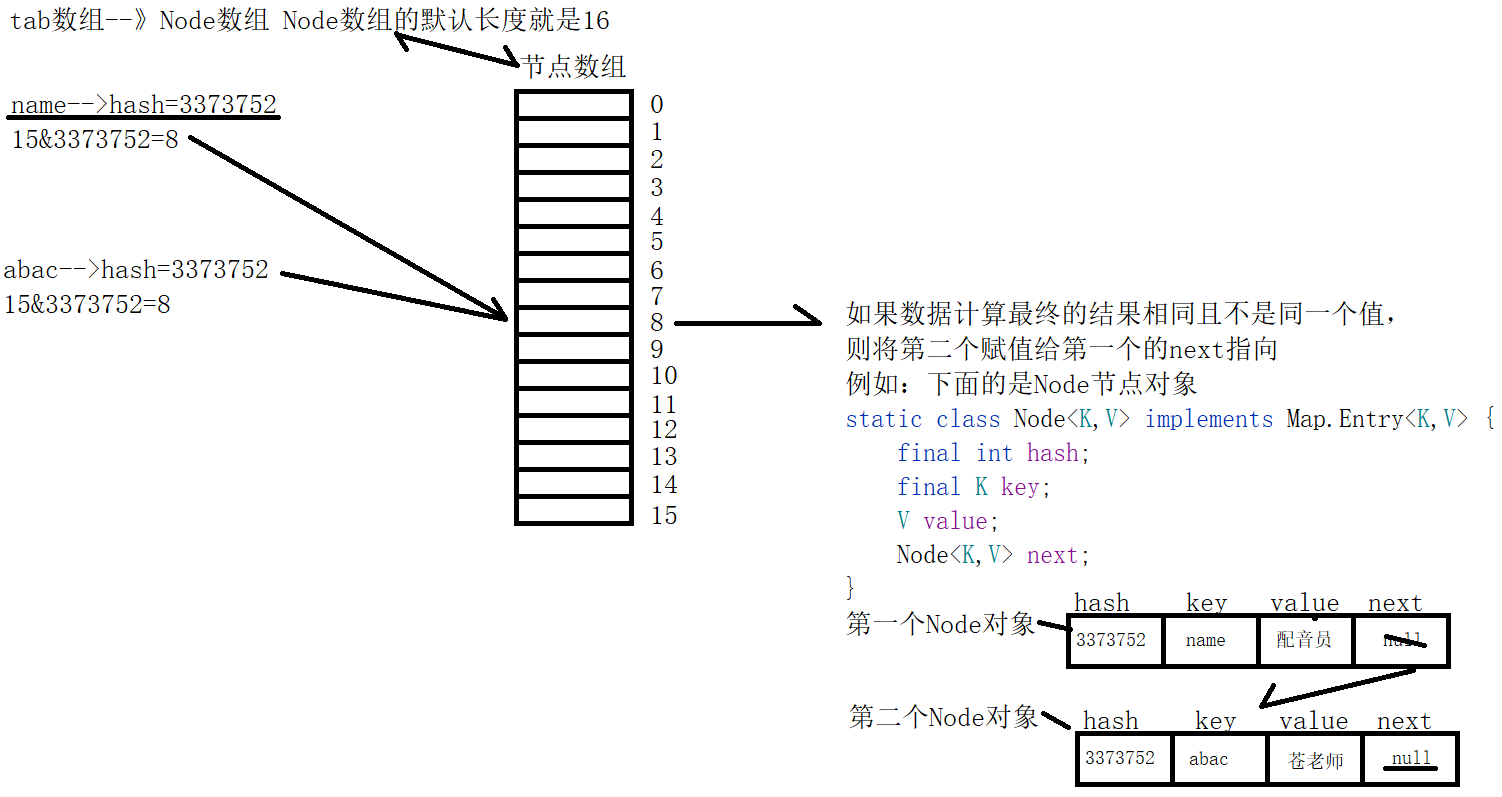 tab数组--》Node数组 Node数组的默认长度就是16
节点数组
name-->hash=3373752
15&3373752=8
abac-->hash=3373752
15&3373752=8
0
1
2
3
4
5
6
7
8
9
10
11
12
13
14
15
如果数据计算最终的结果相同且不是同一个值，
则将第二个赋值给第一个的next指向
例如：下面的是Node节点对象
static class Node<K,V> implements Map.Entry<K,V> {
    final int hash;
    final K key;
    V value;
    Node<K,V> next;
}
hash key value next
第一个Node对象 3373752 name 配音员 null
hash key value next
第二个Node对象 3373752 abac 苍老师 null